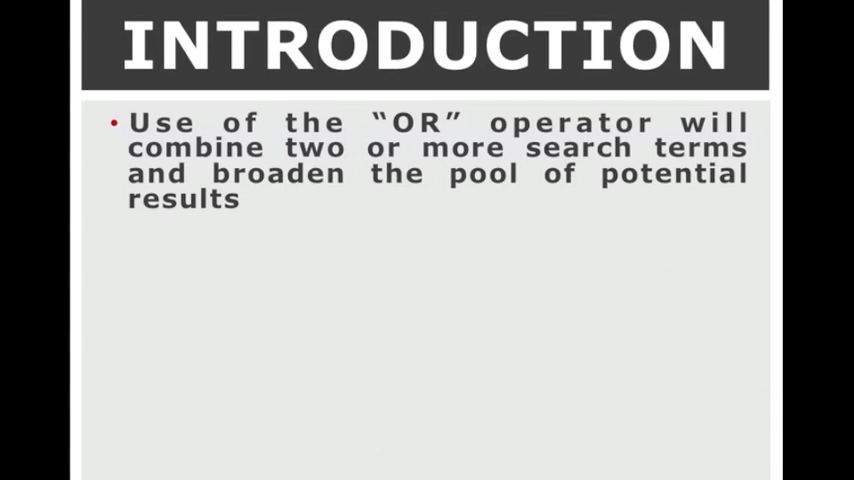 INTRODUCTION
• Use of the “OR” operator will
combine two or more search terms
and broaden the pool of potential
results